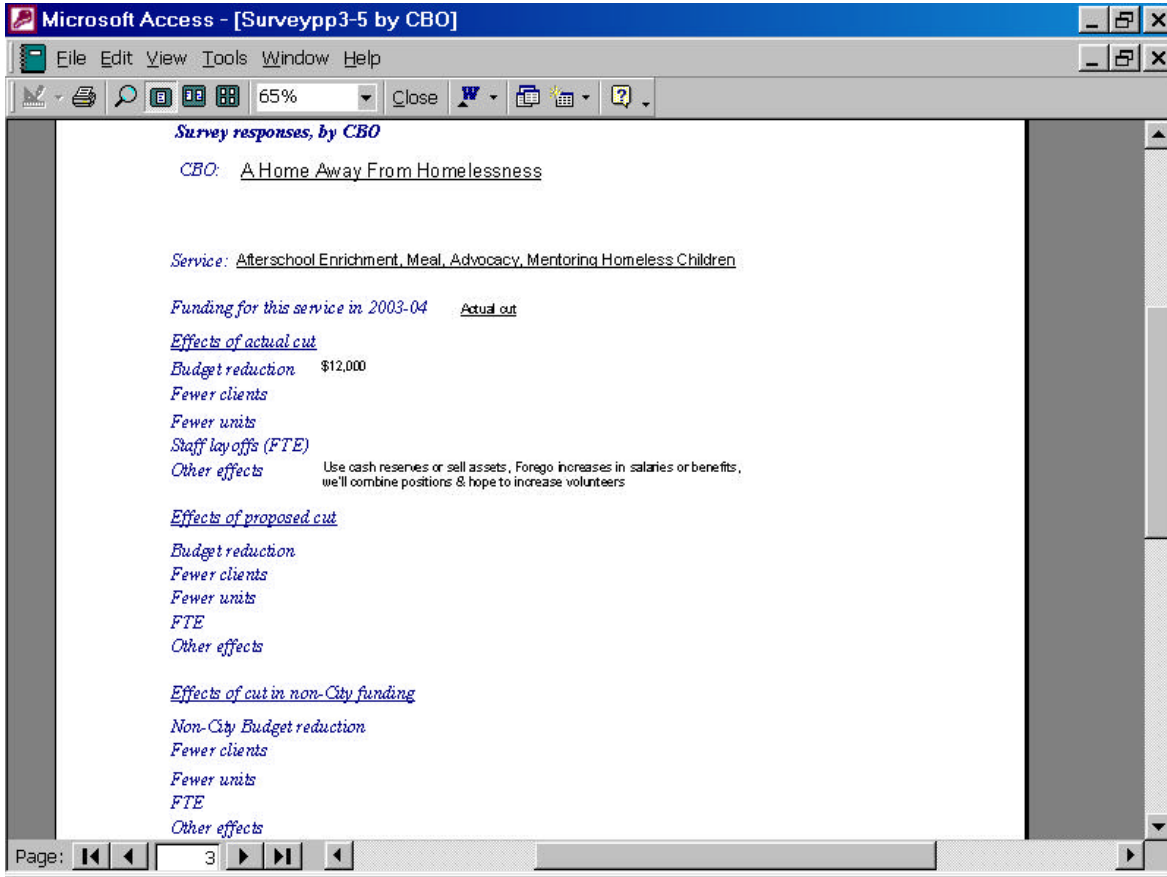 Microsoft Access - [Surveypp3-5 by CBO]
File Edit View Tools Window Help
65% Close
Survey responses, by CBO
CBO: A Home Away From Homelessness
Service: Afterschool Enrichment, Meal, Advocacy, Mentoring Homeless Children
Funding for this service in 2003-04 Actual cut
Effects of actual cut
Budget reduction $12,000
Fewer clients
Fewer units
Staff layoffs (FTE)
Other effects Use cash reserves or sell assets, Forego increases in salaries or benefits,
we'll combine positions & hope to increase volunteers
Effects of proposed cut
Budget reduction
Fewer clients
Fewer units
FTE
Other effects
Effects of cut in non-City funding
Non-City Budget reduction
Fewer clients
Fewer units
FTE
Other effects
Page: 3